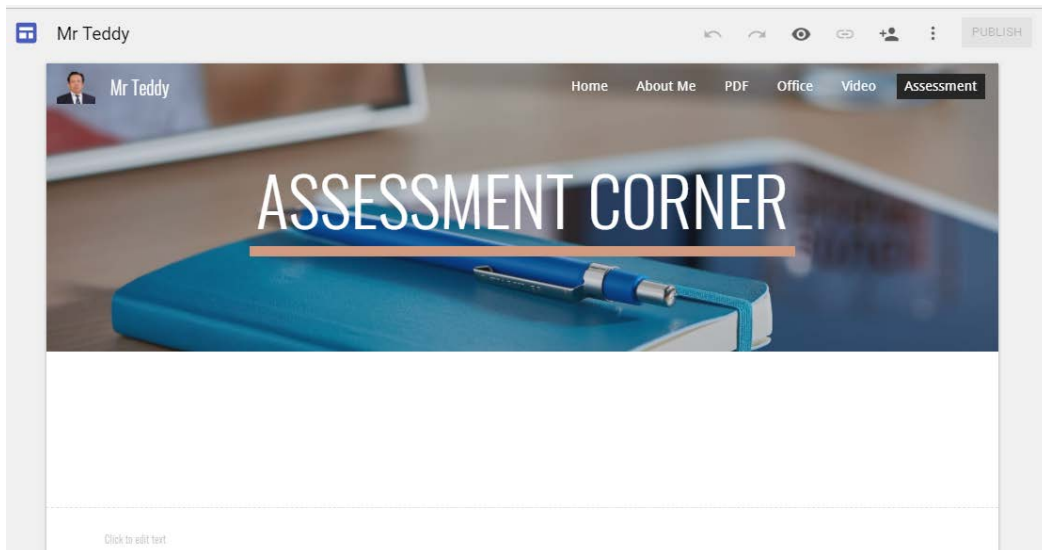 Mr Teddy
PUBLISH
Mr Teddy
Home About Me PDF Office Video Assessment
ASSESSMENT CORNER
Click to edit text